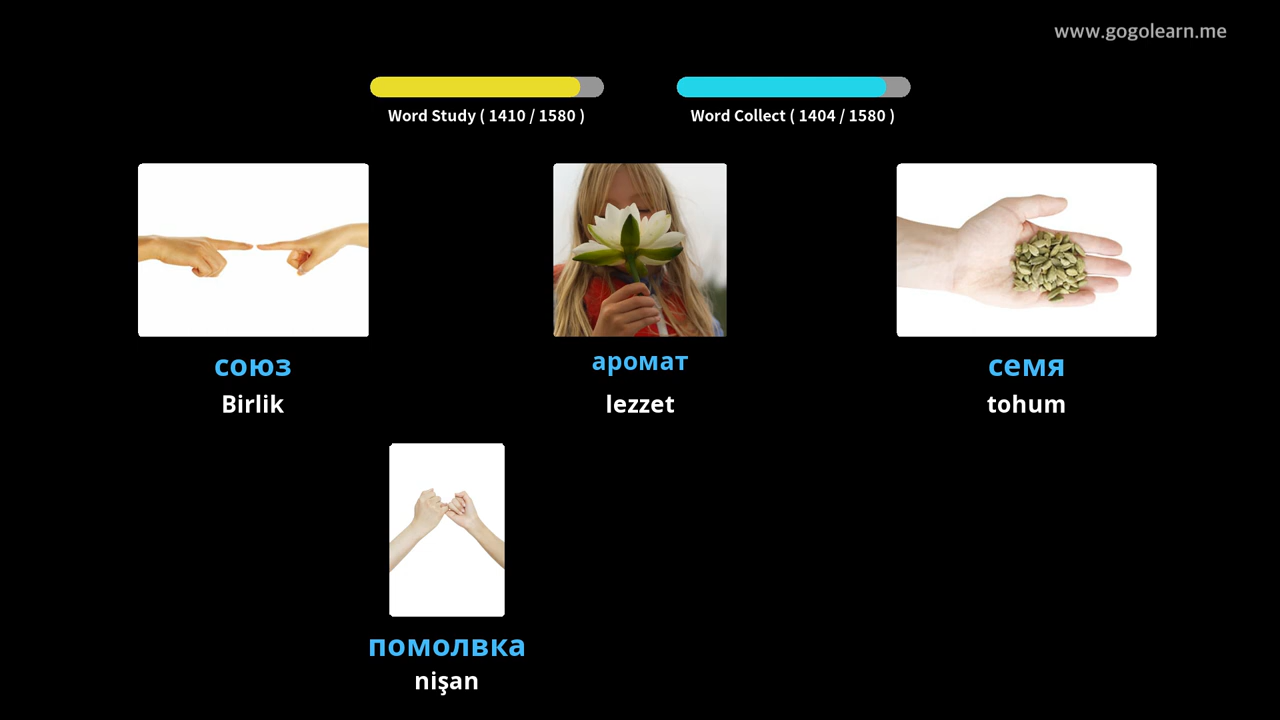 www.gogolearn.me
Word Study ( 1410 / 1580 )
Word Collect ( 1404 / 1580 )
союз
Birlik
аромат
lezzet
семя
tohum
помолвка
nişan